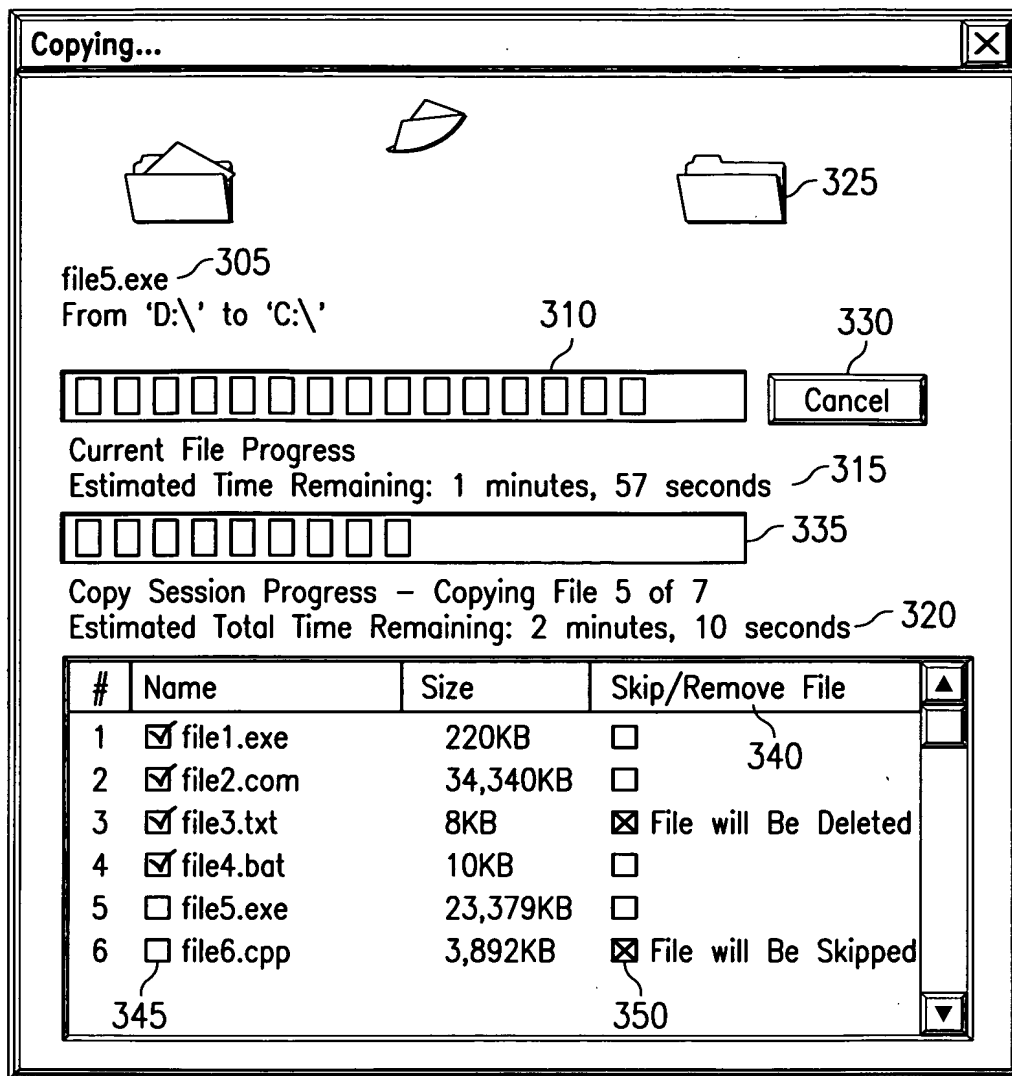 Copying...
325
file5.exe 305
From ‘D:\’ to ‘C:\’
310
330
Cancel
Current File Progress
Estimated Time Remaining: 1 minutes, 57 seconds 315
335
Copy Session Progress – Copying File 5 of 7
Estimated Total Time Remaining: 2 minutes, 10 seconds 320
# Name Size Skip/Remove File
340
1 file1.exe 220KB
2 file2.com 34,340KB
3 file3.txt 8KB File will Be Deleted
4 file4.bat 10KB
5 file5.exe 23,379KB
6 file6.cpp 3,892KB File will Be Skipped
345 350